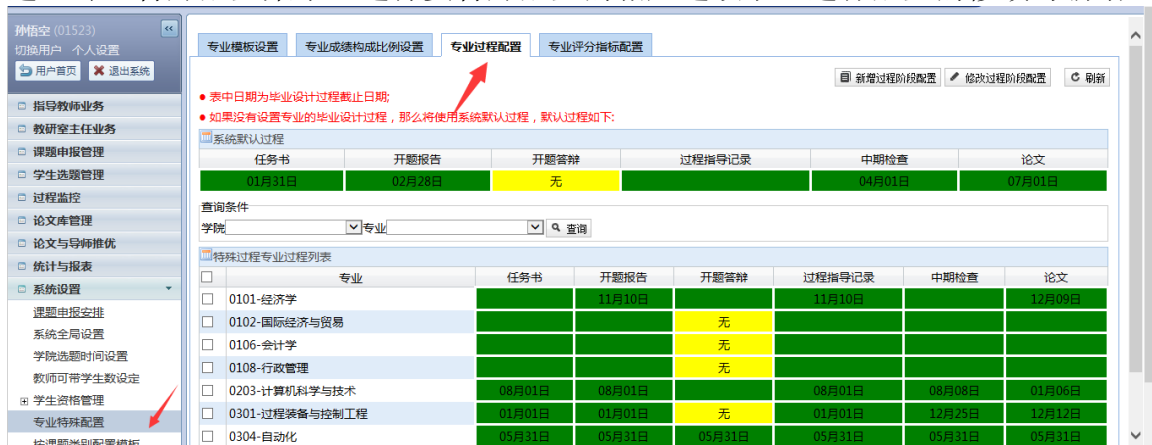 孙悟空 (01523)
切换用户 个人设置
用户首页 退出系统
指导教师业务
教研室主任业务
课题申报管理
学生选题管理
过程监控
论文库管理
论文与导师推优
统计与报表
系统设置
课题申报安排
系统全局设置
学院选题时间设置
教师可带学生数设定
学生资格管理
专业特殊配置
专业模板设置 专业成绩构成比例设置 专业过程配置 专业评分指标配置
新增过程阶段配置 修改过程阶段配置 刷新
● 表中日期为毕业设计过程截止日期;
● 如果没有设置专业的毕业设计过程，那么将使用系统默认过程，默认过程如下:
系统默认过程
任务书 开题报告 开题答辩 过程指导记录 中期检查 论文
01月31日 02月28日 无 04月01日 07月01日
查询条件
学院 专业 查询
特殊过程专业过程列表
专业 任务书 开题报告 开题答辩 过程指导记录 中期检查 论文
0101-经济学 11月10日 11月10日 12月09日
0102-国际经济与贸易 无
0106-会计学 无
0108-行政管理 无
0203-计算机科学与技术 08月01日 08月01日 08月01日 08月08日 01月06日
0301-过程装备与控制工程 01月01日 01月01日 无 01月01日 12月25日 12月12日
0304-自动化 05月31日 05月31日 05月31日 05月31日 05月31日 05月31日